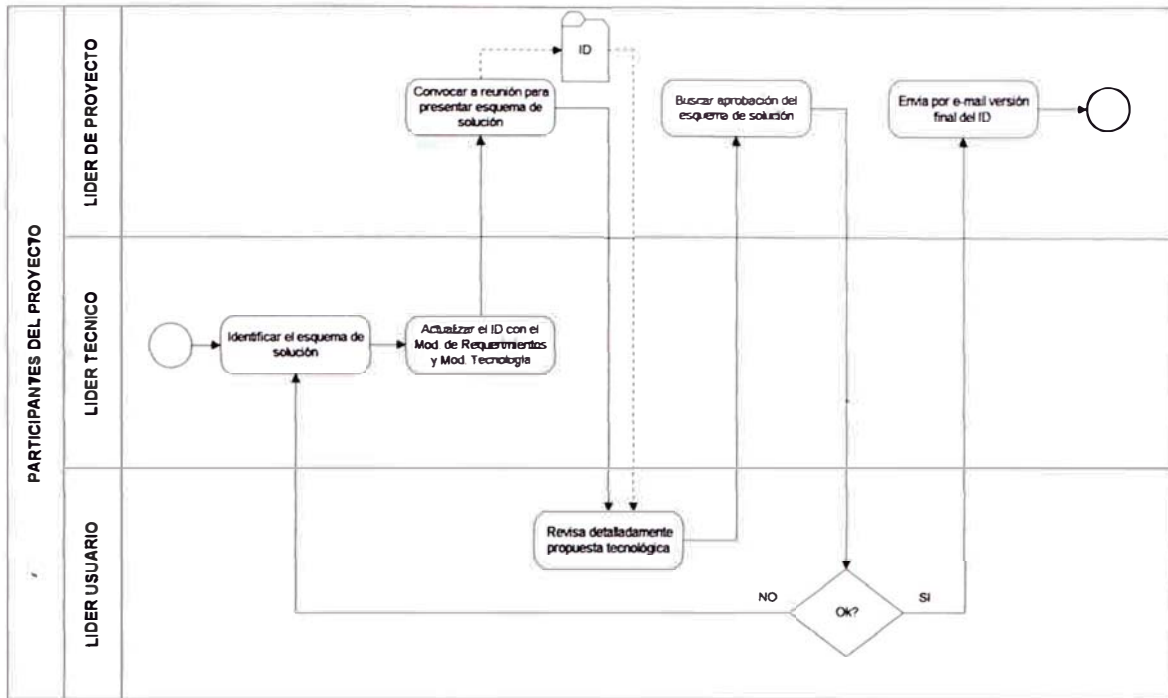 PARTICIPANTES DEL PROYECTO
LIDER DE PROYECTO
ID
Convocar a reunión para
presentar esquema de
solución
Buscar aprobación del
esquema de solución
Envia por e-mail versión
final del ID
LIDER TECNICO
Identificar el esquema de
solución
Actualizar el ID con el
Mod. de Requerimientos
y Mod. Tecnología
LIDER USUARIO
Revisa detalladamente
propuesta tecnológica
NO
Ok?
SI